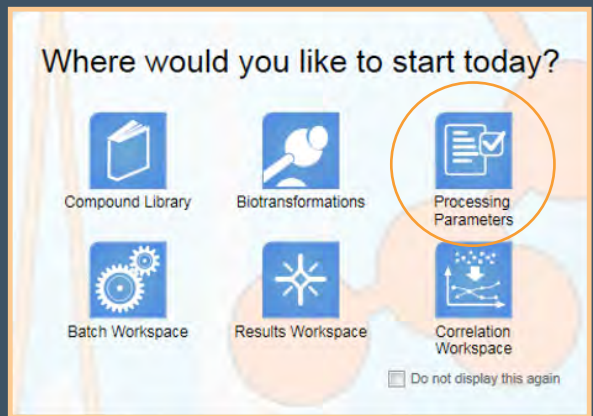 Where would you like to start today?
Compound Library
Biotransformations
Processing
Parameters
Batch Workspace
Results Workspace
Correlation
Workspace
Do not display this again